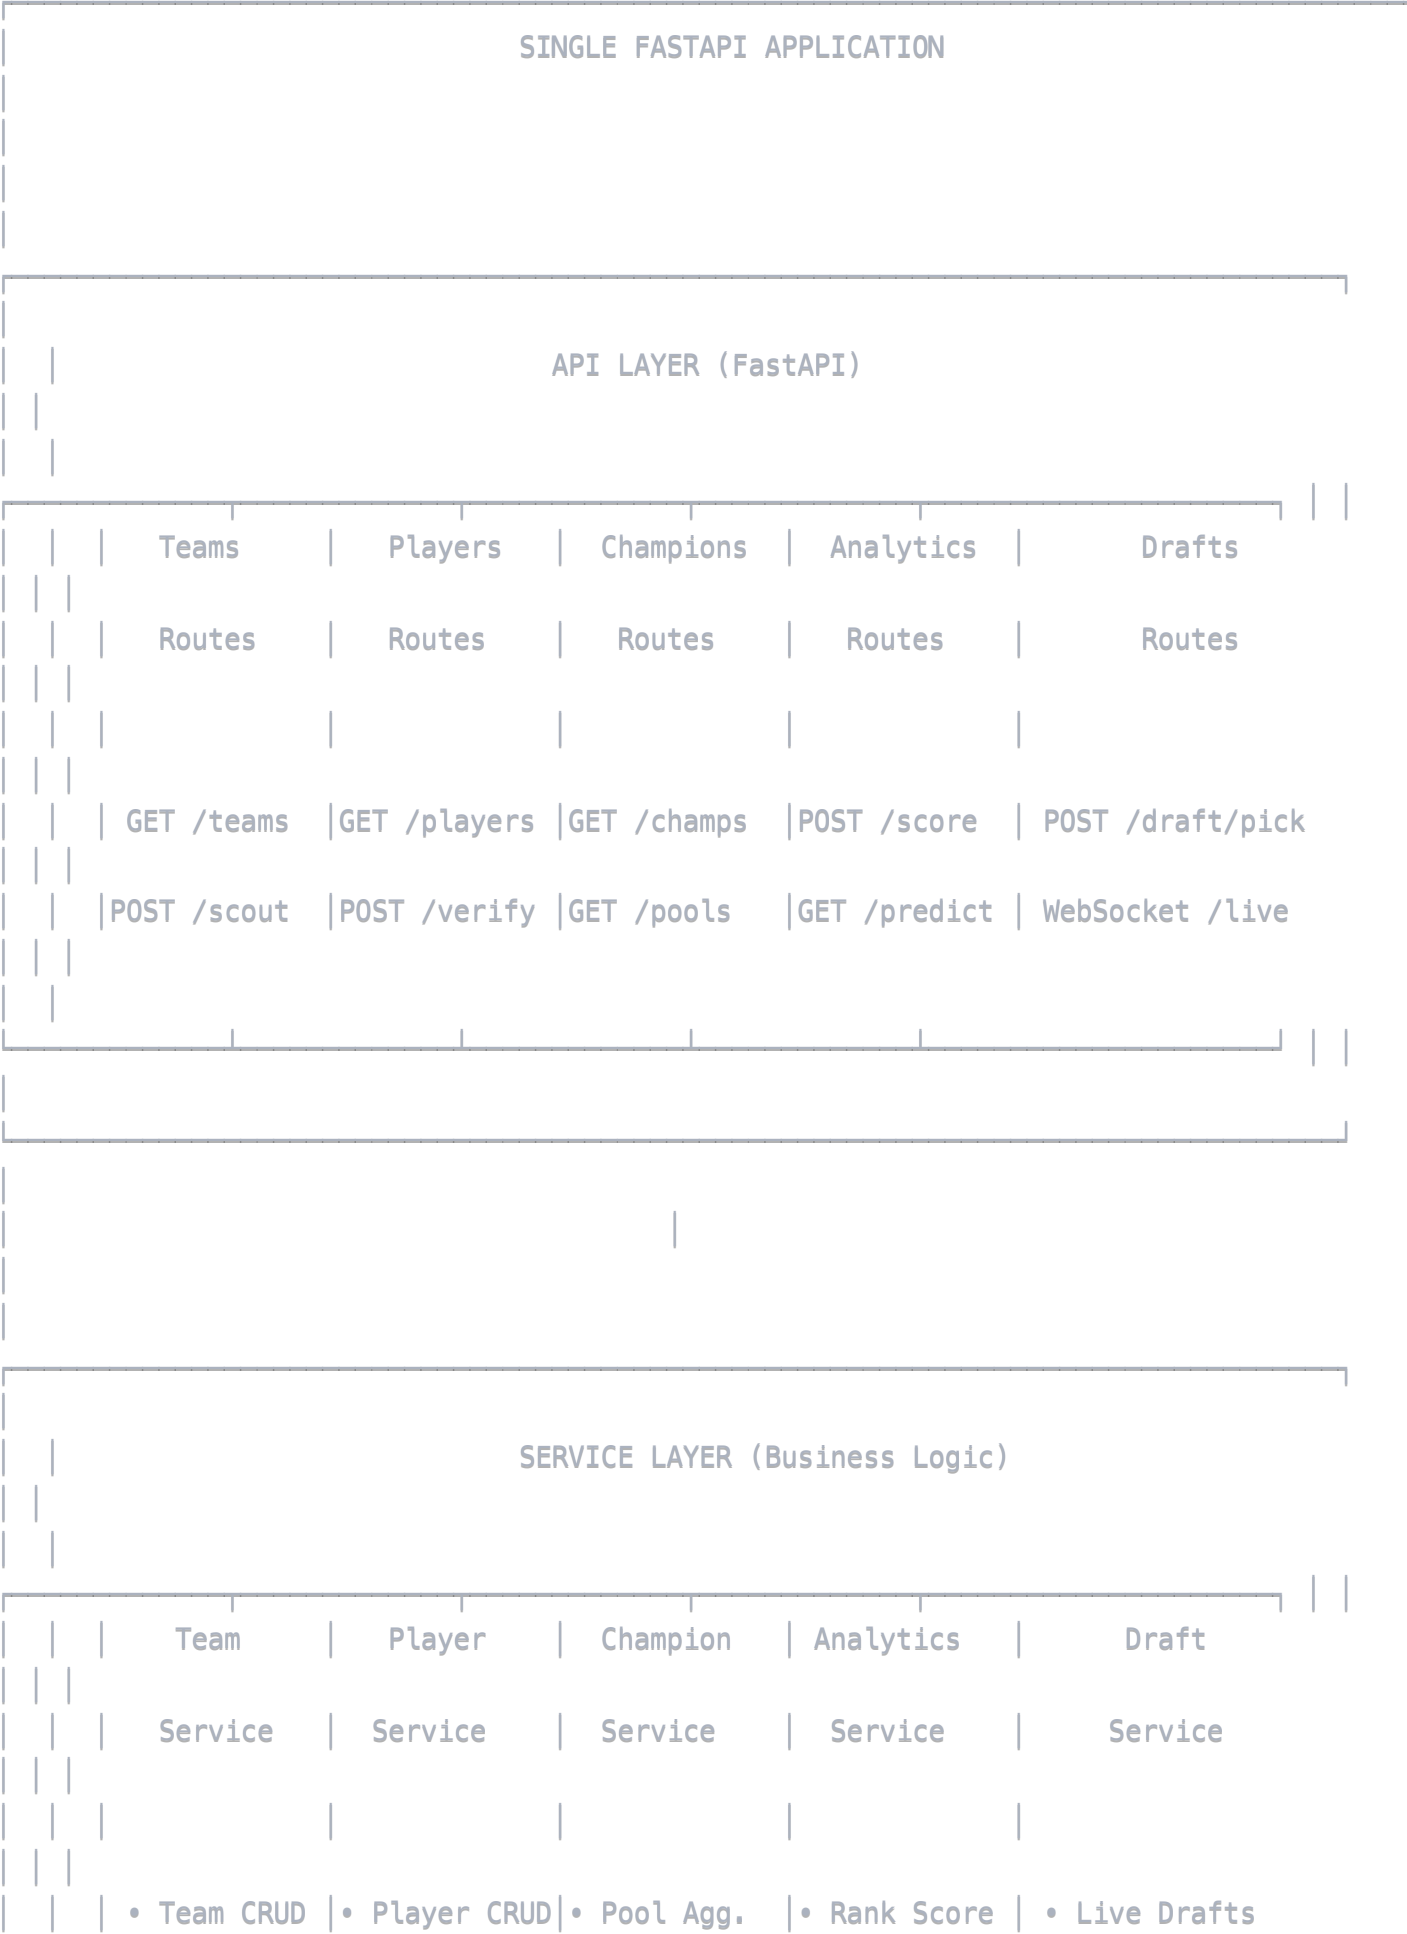 SINGLE FASTAPI APPLICATION
API LAYER (FastAPI)
Teams Players Champions Analytics Drafts
Routes Routes Routes Routes Routes
GET /teams GET /players GET /champs POST /score POST /draft/pick
POST /scout POST /verify GET /pools GET /predict WebSocket /live
SERVICE LAYER (Business Logic)
Team Player Champion Analytics Draft
Service Service Service Service Service
• Team CRUD • Player CRUD • Pool Agg. • Rank Score • Live Drafts